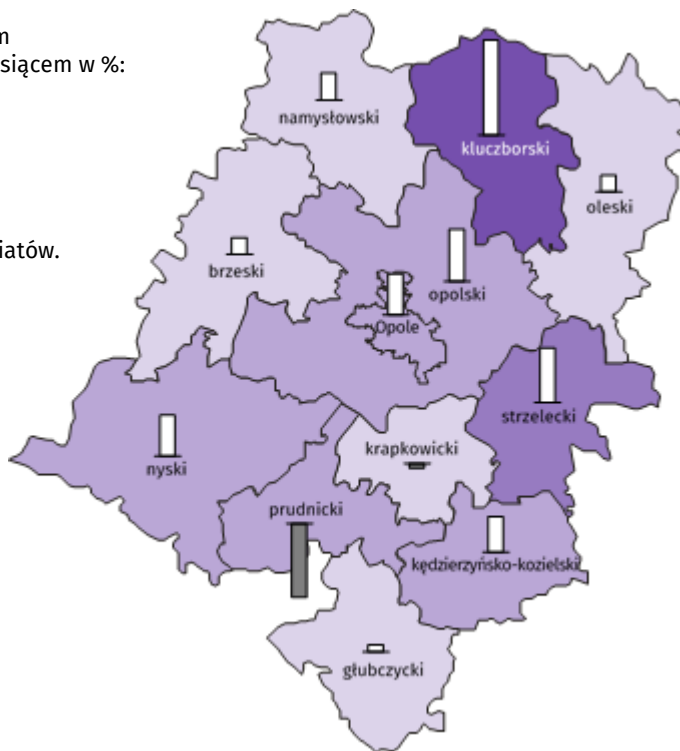 m
siącem w %:
namysłowski
kluczborski
oleski
iatów.
brzeski
opolski
Opole
strzelecki
krapkowicki
nyski
prudnicki
kędzierzyńsko-kozielski
głubczycki